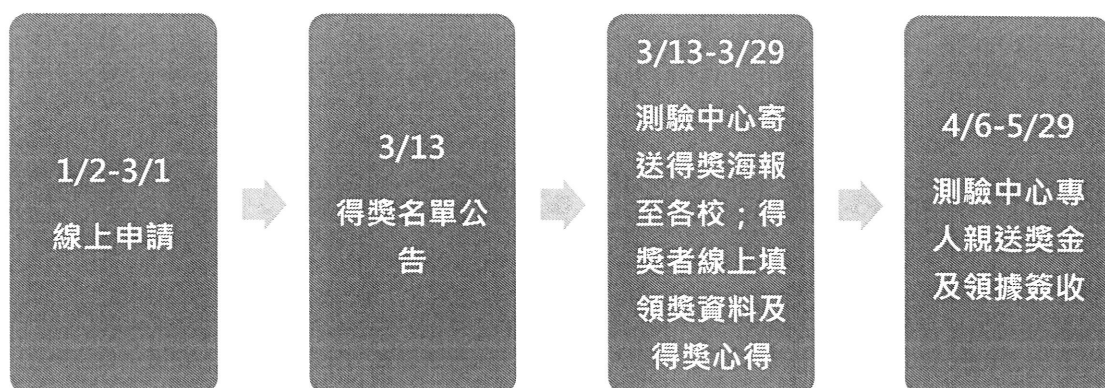 1/2-3/1
線上申請
3/13
得獎名單公
告
3/13-3/29
測驗中心寄
送得獎海報
至各校；得
獎者線上填
領獎資料及
得獎心得
4/6-5/29
測驗中心專
人親送獎金
及領據簽收